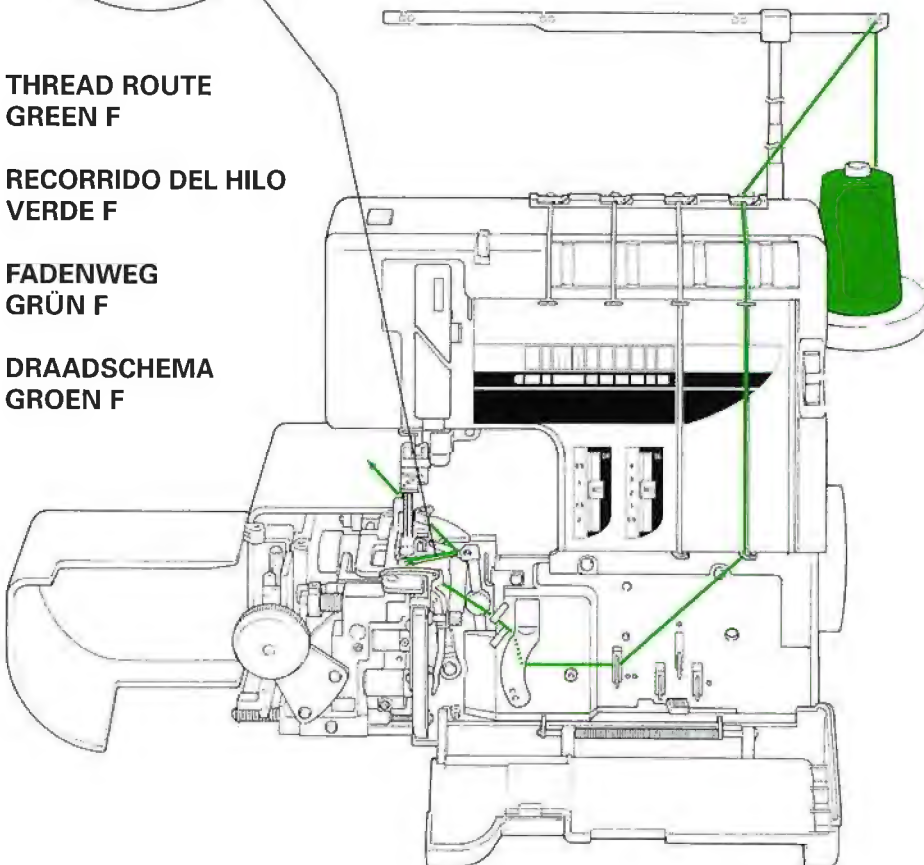 THREAD ROUTE
GREEN F
RECORRIDO DEL HILO
VERDE F
FADENWEG
GRÜN F
DRAADSCHEMA
GROEN F